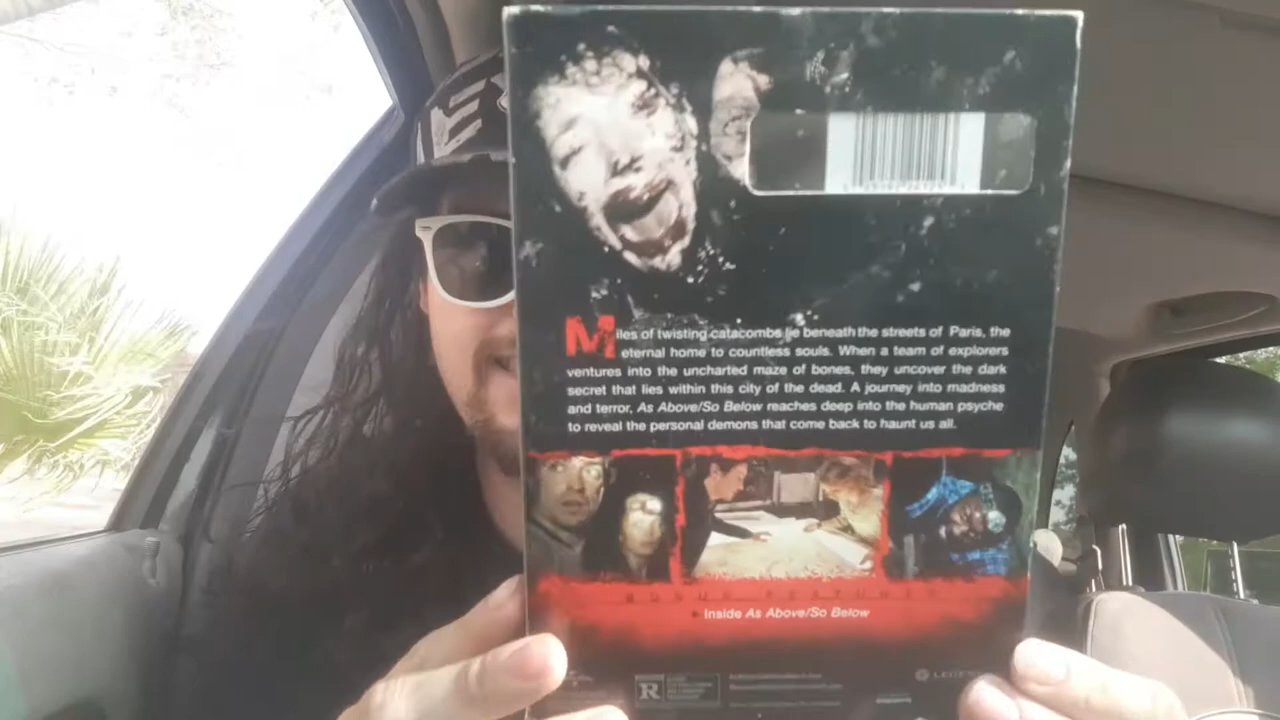 Miles of twisting catacombs lie beneath the streets of Paris, the
eternal home to countless souls. When a team of explorers
ventures into the uncharted maze of bones, they uncover the dark
secret that lies within this city of the dead. A journey into madness
and terror, As Above/So Below reaches deep into the human psyche
to reveal the personal demons that come back to haunt us all.
BONUS FEATURES
• Inside As Above/So Below
R